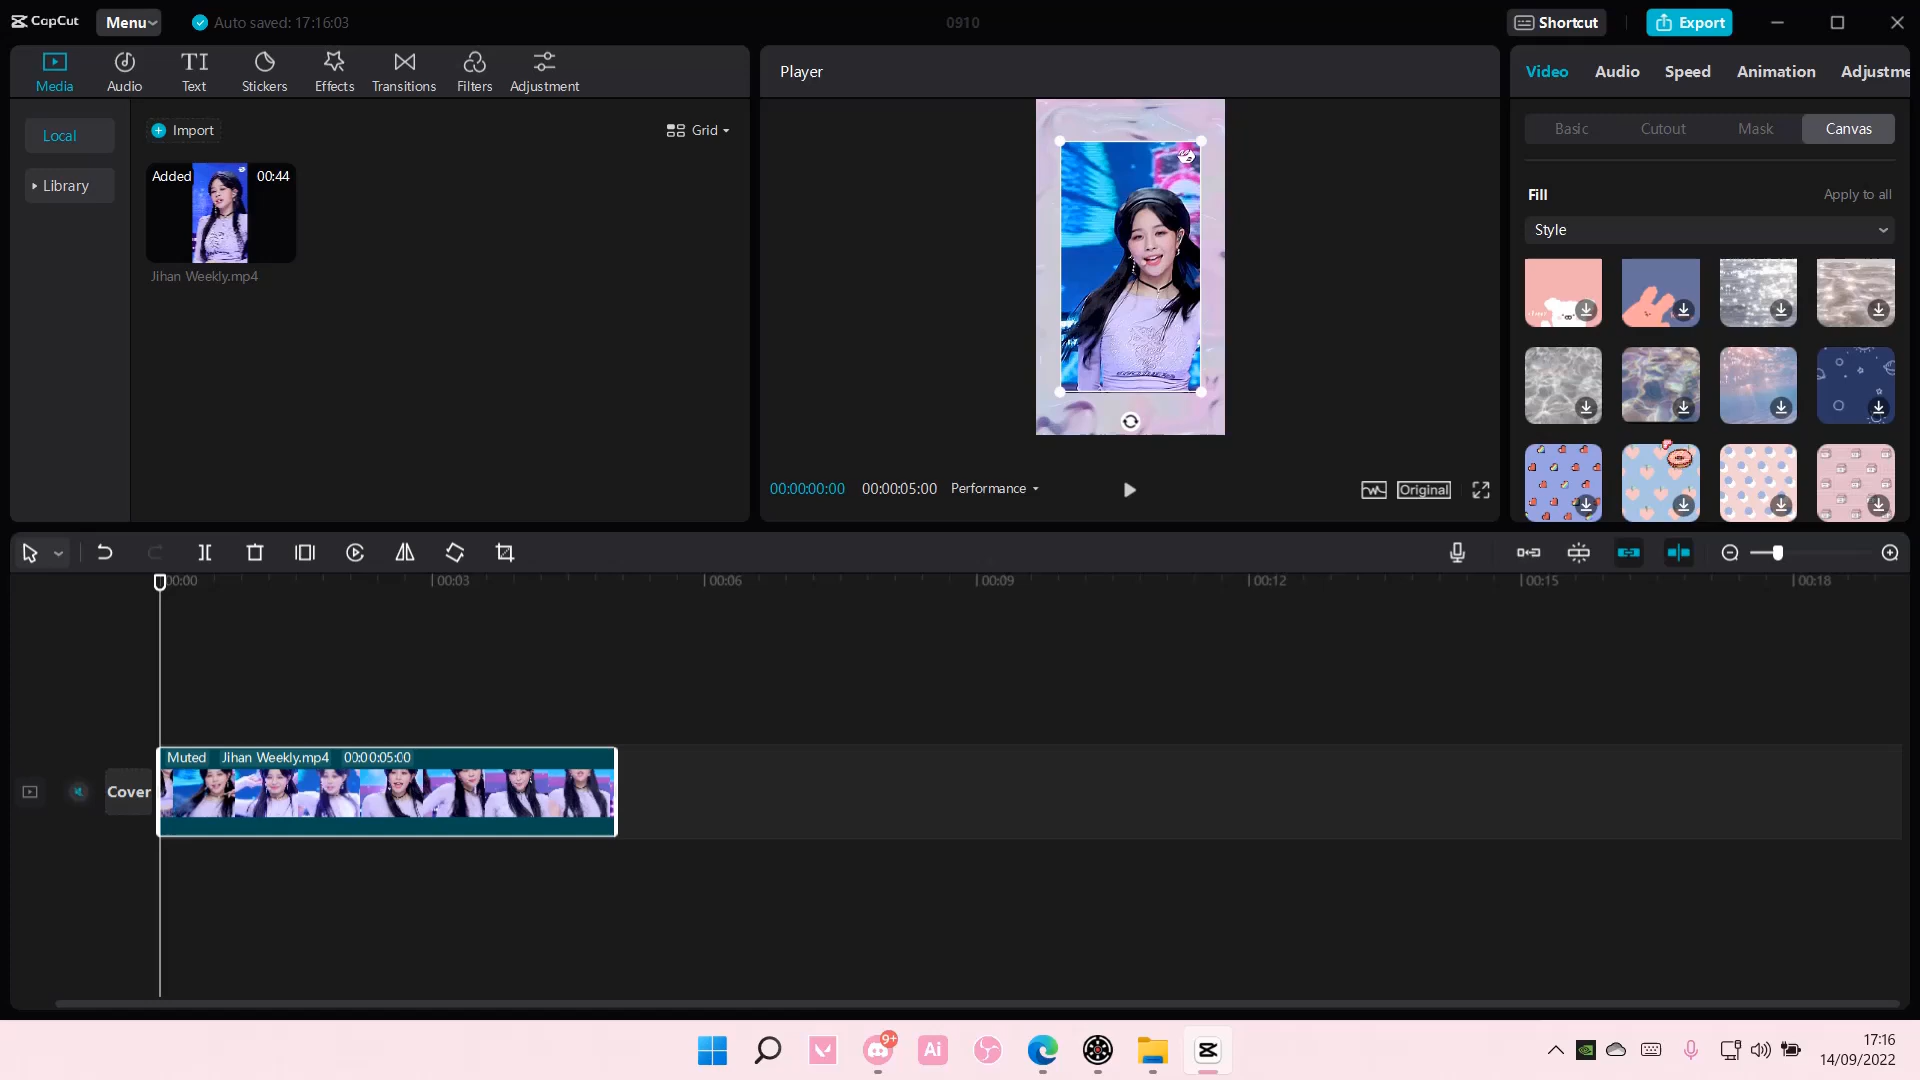 CapCut
Menu
Auto saved: 17:16:03
0910
Shortcut
Export
Media
Audio
Text
Stickers
Effects
Transitions
Filters
Adjustment
Local
Library
Import
Grid
Added
00:44
Jihan Weekly.mp4
Player
00:00:00:00
00:00:05:00
Performance
Original
Video
Audio
Speed
Animation
Adjustme
Basic
Cutout
Mask
Canvas
Fill
Apply to all
Style
00:00
00:03
00:06
00:09
00:12
00:15
00:18
Muted Jihan Weekly.mp4 00:00:05:00
Cover
9+
Ai
17:16
14/09/2022